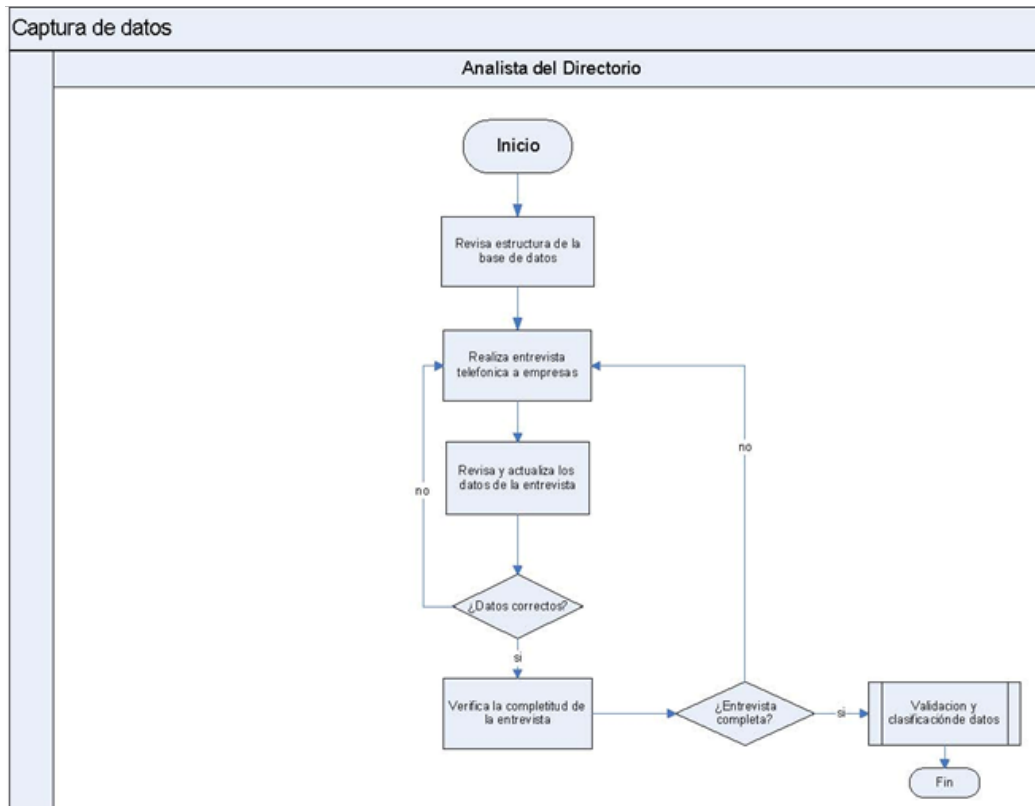 Captura de datos
Analista del Directorio
Inicio
Revisa estructura de la
base de datos
Realiza entrevista
telefonica a empresas
no
Revisa y actualiza los
datos de la entrevista
no
¿Datos correctos?
si
Verifica la completitud de
la entrevista
¿Entrevista
completa?
si
Validacion y
clasificación de datos
Fin